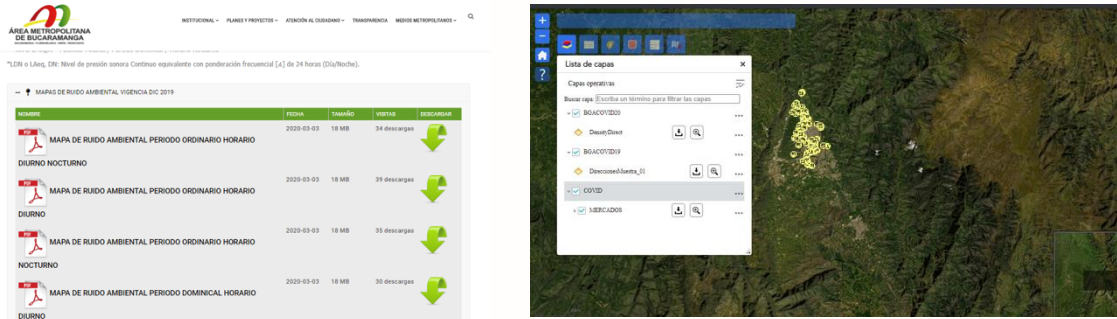 ÁREA METROPOLITANA
DE BUCARAMANGA
INSTITUCIONAL PLANES Y PROYECTOS ATENCIÓN AL CIUDADANO TRANSPARENCIA MEDIOS METROPOLITANOS
*LDN o LAeq, DN: Nivel de presión sonora Continuo equivalente con ponderación frecuencial [A] de 24 horas (Día/Noche).
MAPAS DE RUIDO AMBIENTAL VIGENCIA DIC 2019
NOMBRE FECHA TAMAÑO VISITAS DESCARGAR
PDF MAPA DE RUIDO AMBIENTAL PERIODO ORDINARIO HORARIO 2020-03-03 18 MB 34 descargas
DIURNO NOCTURNO
PDF MAPA DE RUIDO AMBIENTAL PERIODO ORDINARIO HORARIO 2020-03-03 18 MB 39 descargas
DIURNO
PDF MAPA DE RUIDO AMBIENTAL PERIODO ORDINARIO HORARIO 2020-03-03 18 MB 35 descargas
NOCTURNO
PDF MAPA DE RUIDO AMBIENTAL PERIODO DOMINICAL HORARIO 2020-03-03 18 MB 30 descargas
DIURNO
+
−
?
Lista de capas ×
Capas operativas
Buscar capa: Escriba un término para filtrar las capas
BGACOVID20 ...
DensityDirect ...
BGACOVID19 ...
DireccionesMuestra_01 ...
COVID ...
MERCADOS ...